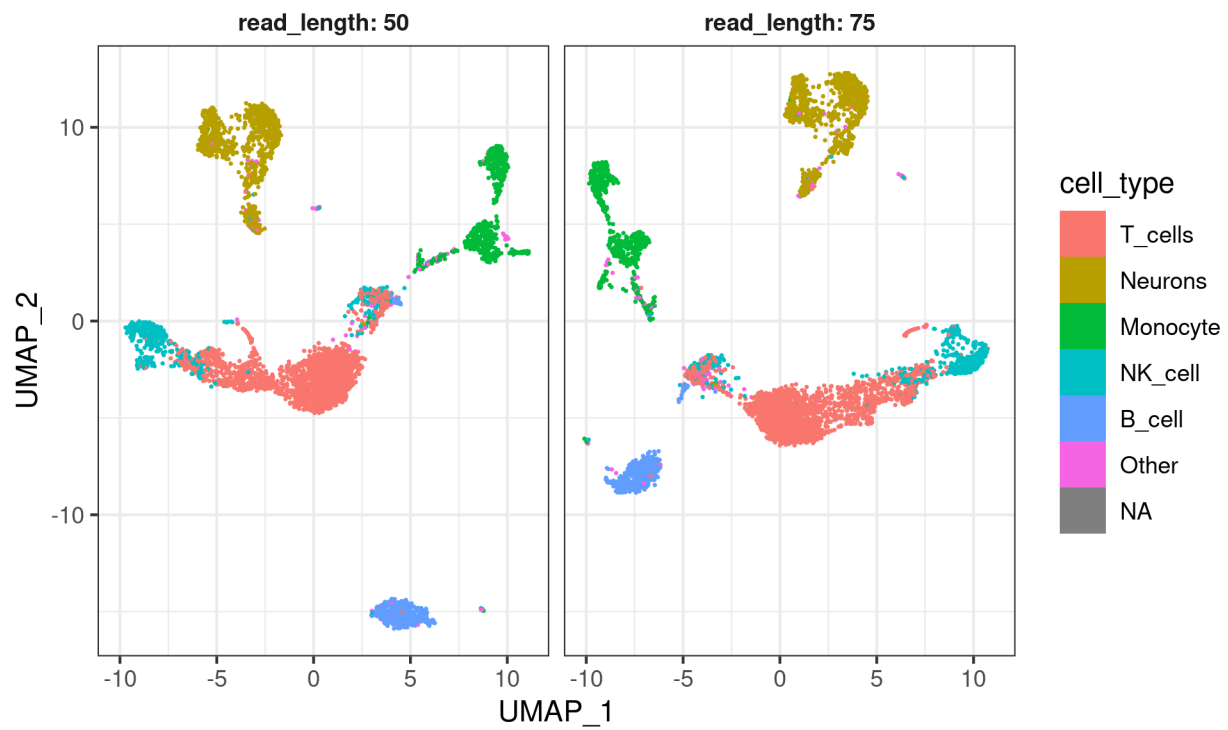 read_length: 50
read_length: 75
UMAP_2
10
0
-10
-10
-5
0
5
10
-10
-5
0
5
10
UMAP_1
cell_type
T_cells
Neurons
Monocyte
NK_cell
B_cell
Other
NA